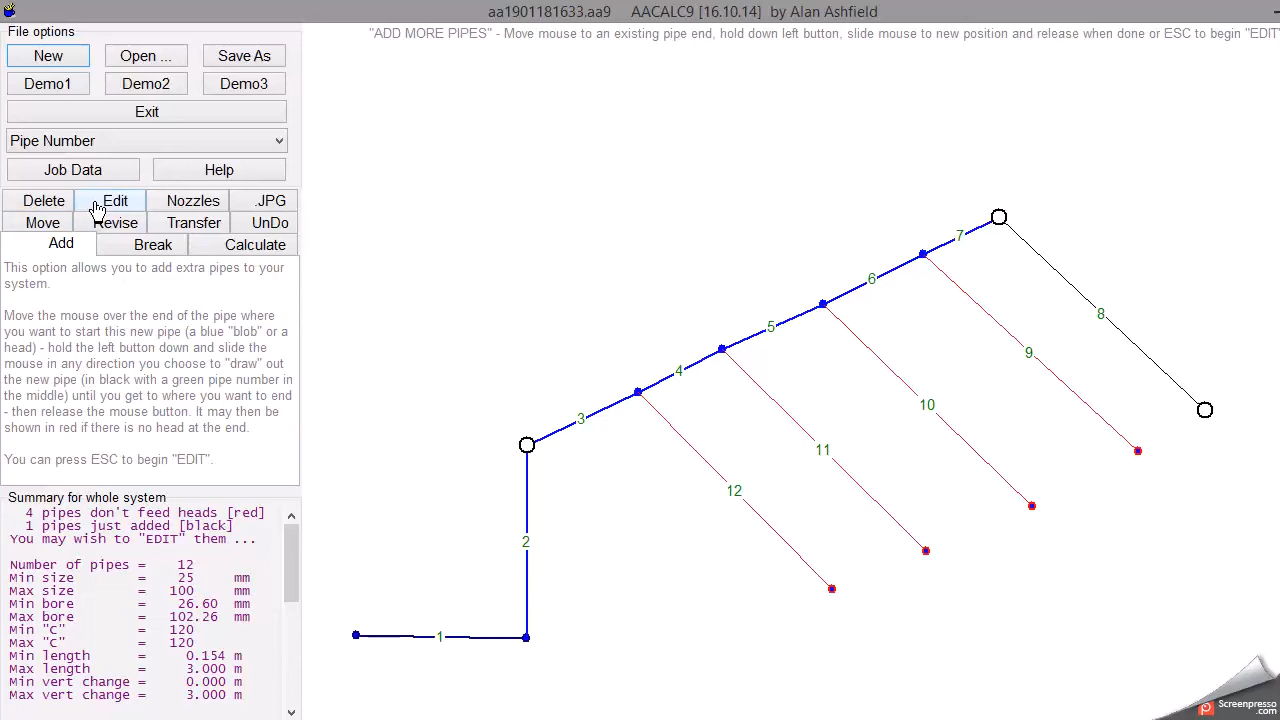 aa1901181633.aa9 AACALC9 [16.10.14] by Alan Ashfield
File options
"ADD MORE PIPES" - Move mouse to an existing pipe end, hold down left button, slide mouse to new position and release when done or ESC to begin "EDIT"
New Open ... Save As
Demo1 Demo2 Demo3
Exit
Pipe Number
Job Data Help
Delete Edit Nozzles .JPG
Move Revise Transfer UnDo
Add Break Calculate
This option allows you to add extra pipes to your
system.
Move the mouse over the end of the pipe where
you want to start this new pipe (a blue "blob" or a
head) - hold the left button down and slide the
mouse in any direction you choose to "draw" out
the new pipe (in black with a green pipe number in
the middle) until you get to where you want to end
- then release the mouse button. It may then be
shown in red if there is no head at the end.
You can press ESC to begin "EDIT".
Summary for whole system
4 pipes don't feed heads [red]
1 pipes just added [black]
You may wish to "EDIT" them ...
Number of pipes = 12
Min size = 25 mm
Max size = 100 mm
Min bore = 26.60 mm
Max bore = 102.26 mm
Min "C" = 120
Max "C" = 120
Min length = 0.154 m
Max length = 3.000 m
Min vert change = 0.000 m
Max vert change = 3.000 m
7
6
8
5
9
4
10
3
11
12
2
1
Screenpresso
.com